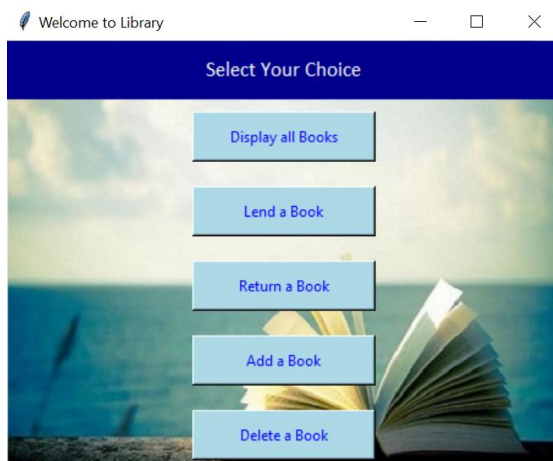 Welcome to Library
Select Your Choice
Display all Books
Lend a Book
Return a Book
Add a Book
Delete a Book